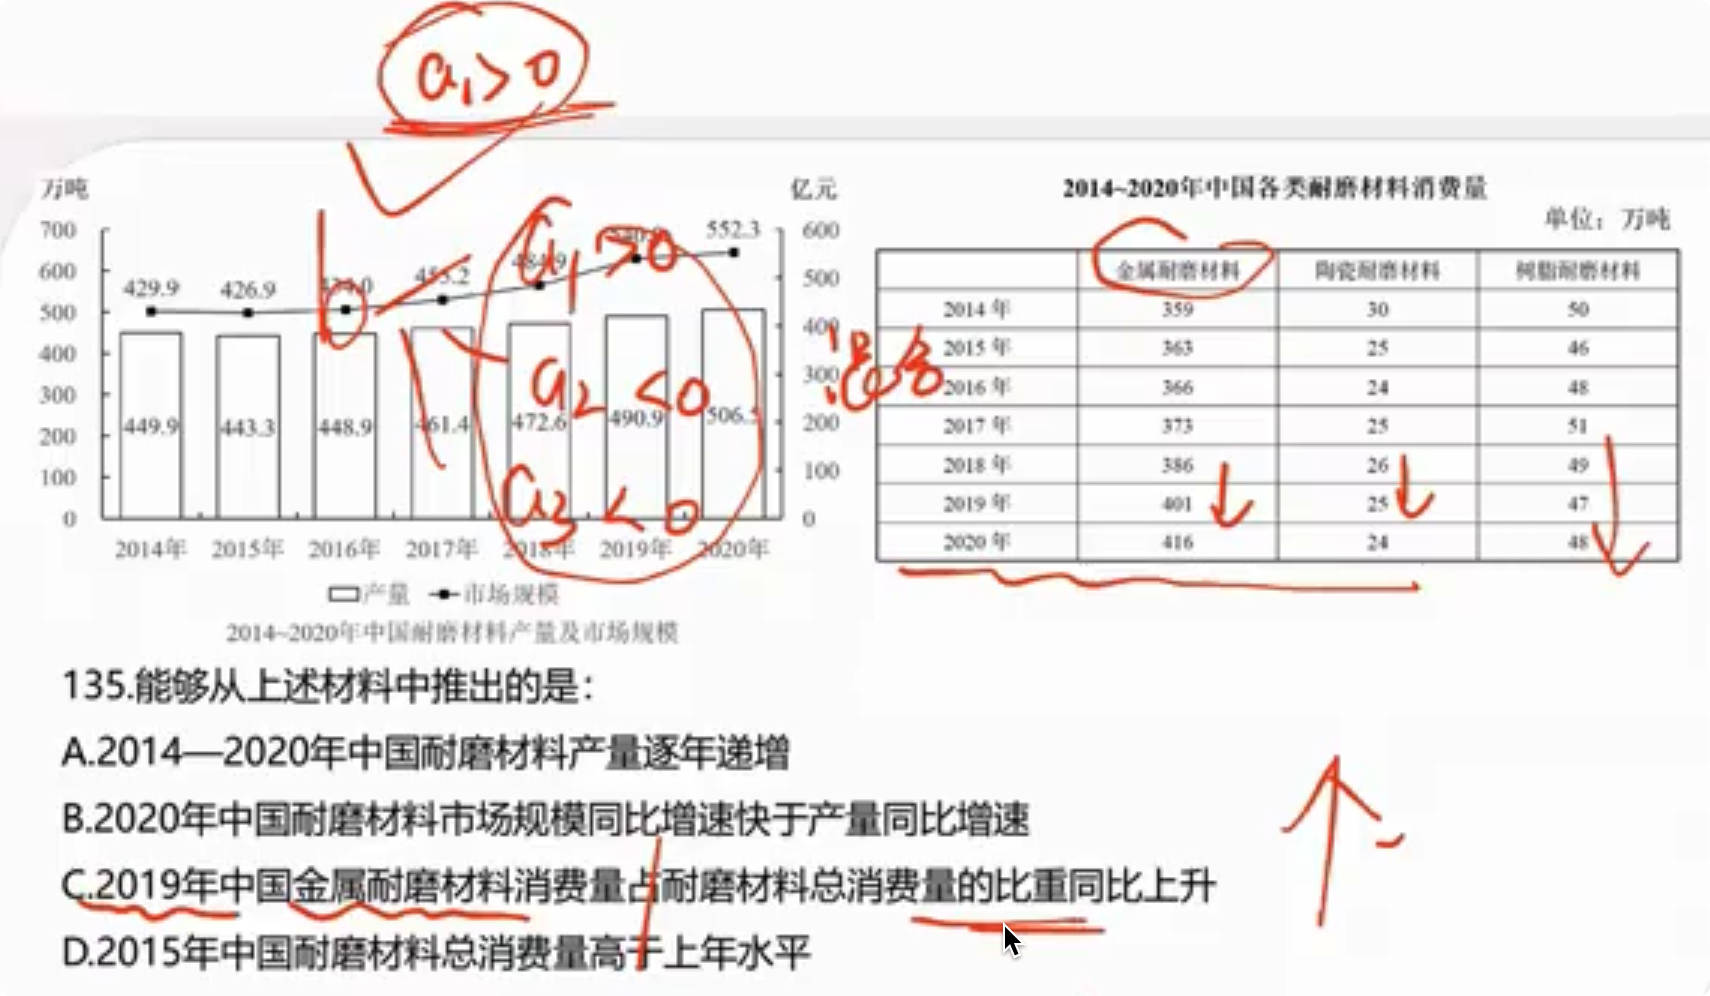 a₁>0
万吨
亿元
700
600
500
400
300
200
100
0
429.9
426.9
552.3
449.9
443.3
448.9
461.4
472.6
490.9
600
500
400
300
200
100
0
a₁>0
a₂<0
a₃<0
2014年
2015年
2016年
2017年
2018年
2019年
2020年
产量 市场规模
2014~2020年中国耐磨材料产量及市场规模
2014~2020年中国各类耐磨材料消费量
单位：万吨
金属耐磨材料 陶瓷耐磨材料 树脂耐磨材料
2014年 359 30 50
2015年 363 25 46
2016年 366 24 48
2017年 373 25 51
2018年 386 26 49
2019年 401 25 47
2020年 416 24 48
135.能够从上述材料中推出的是：
A.2014—2020年中国耐磨材料产量逐年递增
B.2020年中国耐磨材料市场规模同比增速快于产量同比增速
C.2019年中国金属耐磨材料消费量占耐磨材料总消费量的比重同比上升
D.2015年中国耐磨材料总消费量高于上年水平